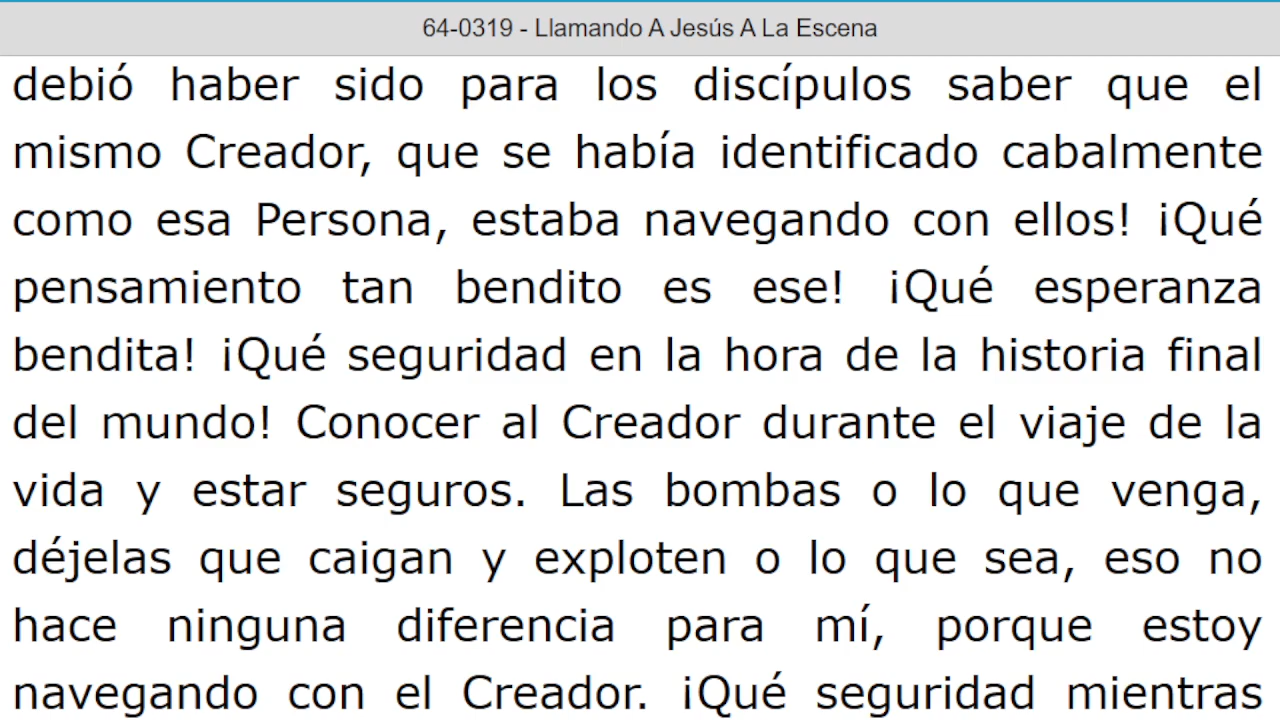 64-0319 - Llamando A Jesús A La Escena
debió haber sido para los discípulos saber que el
mismo Creador, que se había identificado cabalmente
como esa Persona, estaba navegando con ellos! ¡Qué
pensamiento tan bendito es ese! ¡Qué esperanza
bendita! ¡Qué seguridad en la hora de la historia final
del mundo! Conocer al Creador durante el viaje de la
vida y estar seguros. Las bombas o lo que venga,
déjelas que caigan y exploten o lo que sea, eso no
hace ninguna diferencia para mí, porque estoy
navegando con el Creador. ¡Qué seguridad mientras